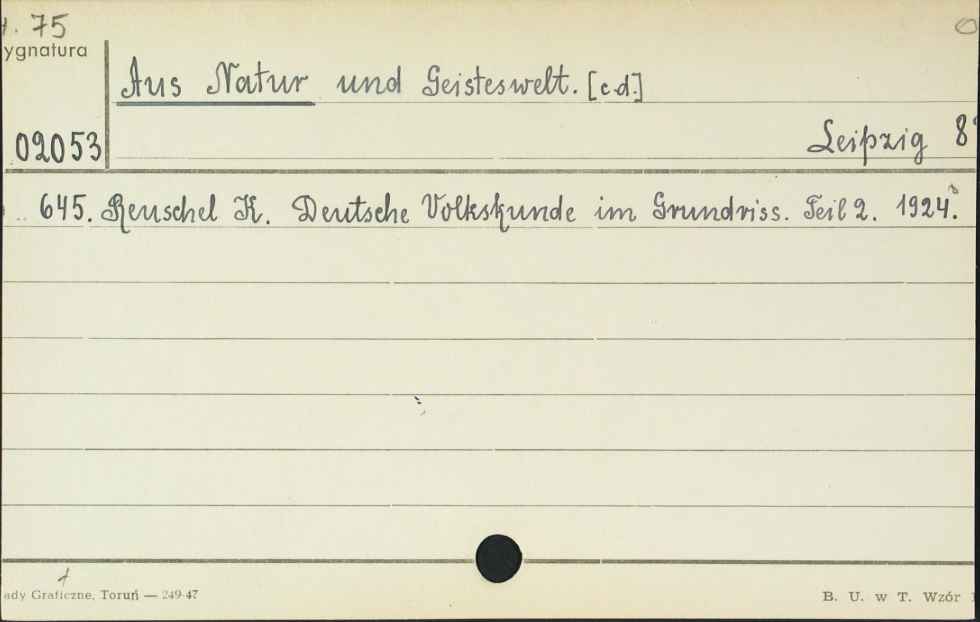 75
ygnatura
Aus Natur und Geisteswelt. [c.d.]
02053
Leipzig 8°
645. Reuschel K. Deutsche Volkskunde im Grundriss. Teil 2. 1924.
ady Graficzne, Toruń — 249-47
B. U. w T. Wzór